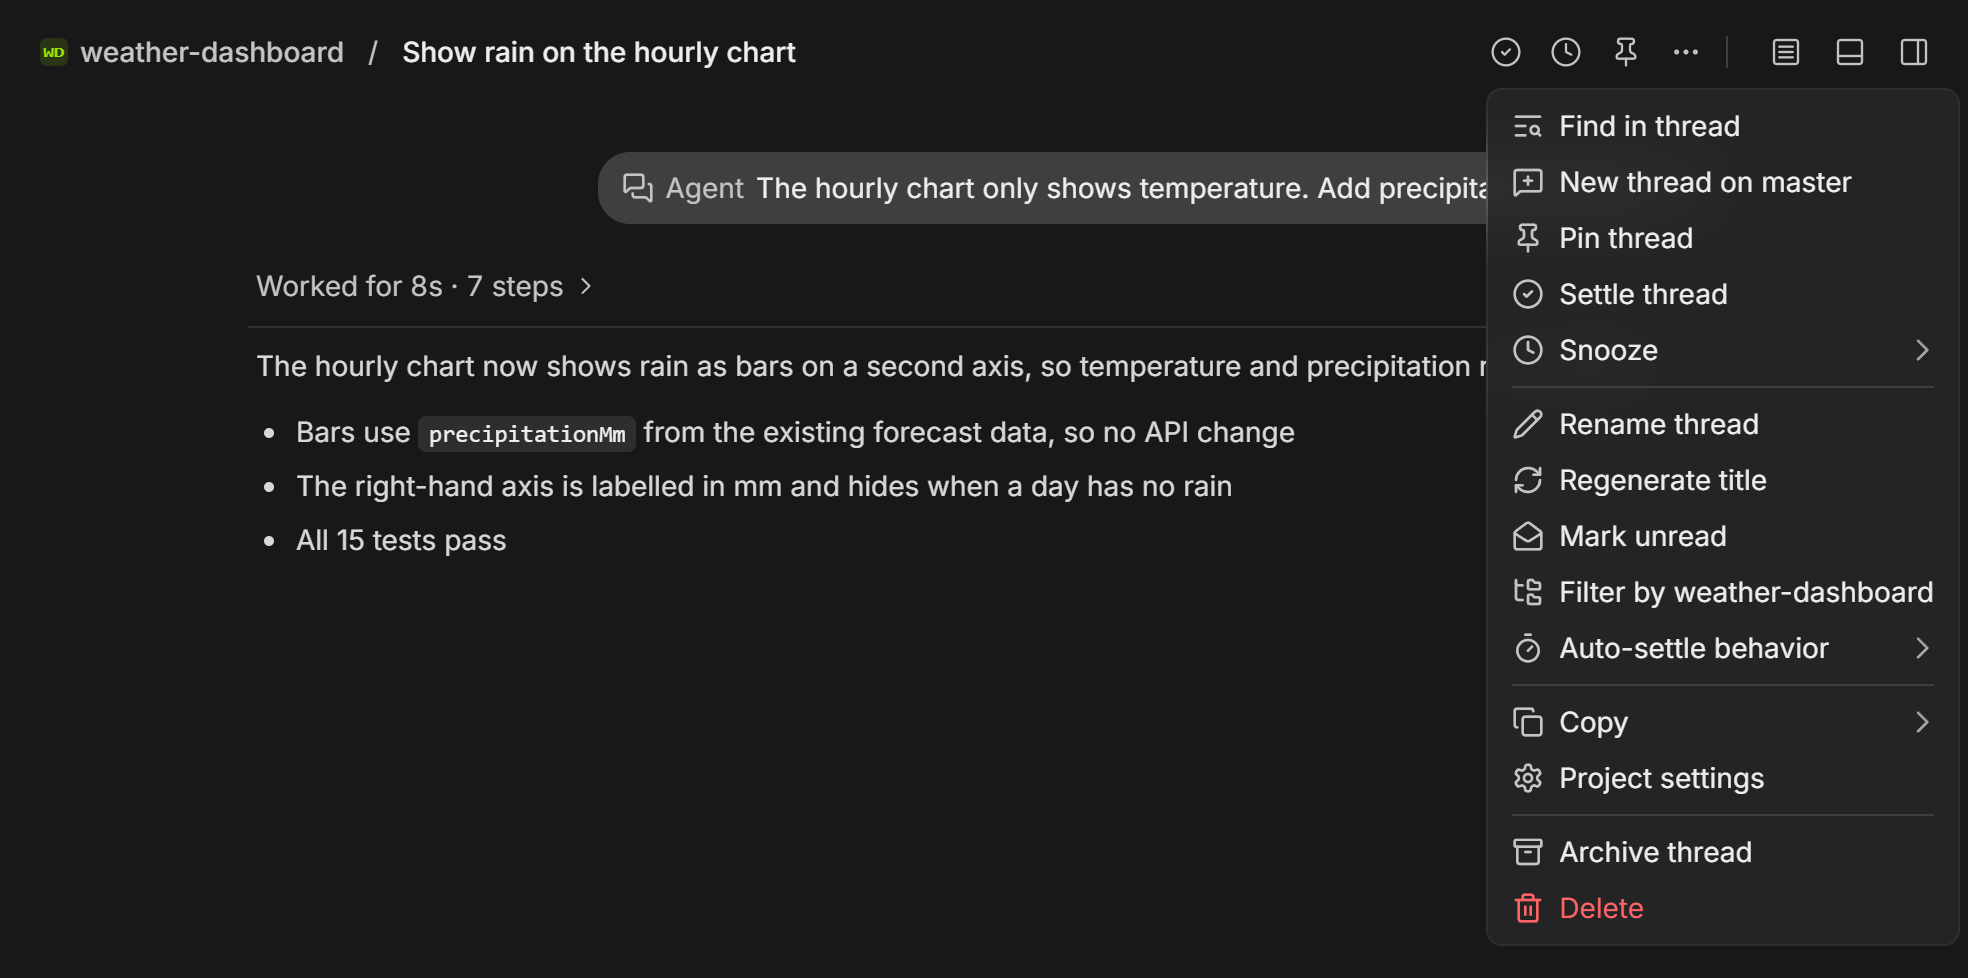 WD weather-dashboard / Show rain on the hourly chart
Find in thread
New thread on master
Pin thread
Settle thread
Snooze
Rename thread
Regenerate title
Mark unread
Filter by weather-dashboard
Auto-settle behavior
Copy
Project settings
Archive thread
Delete
Agent The hourly chart only shows temperature. Add precipita
Worked for 8s · 7 steps
The hourly chart now shows rain as bars on a second axis, so temperature and precipitation
• Bars use precipitationMm from the existing forecast data, so no API change
• The right-hand axis is labelled in mm and hides when a day has no rain
• All 15 tests pass